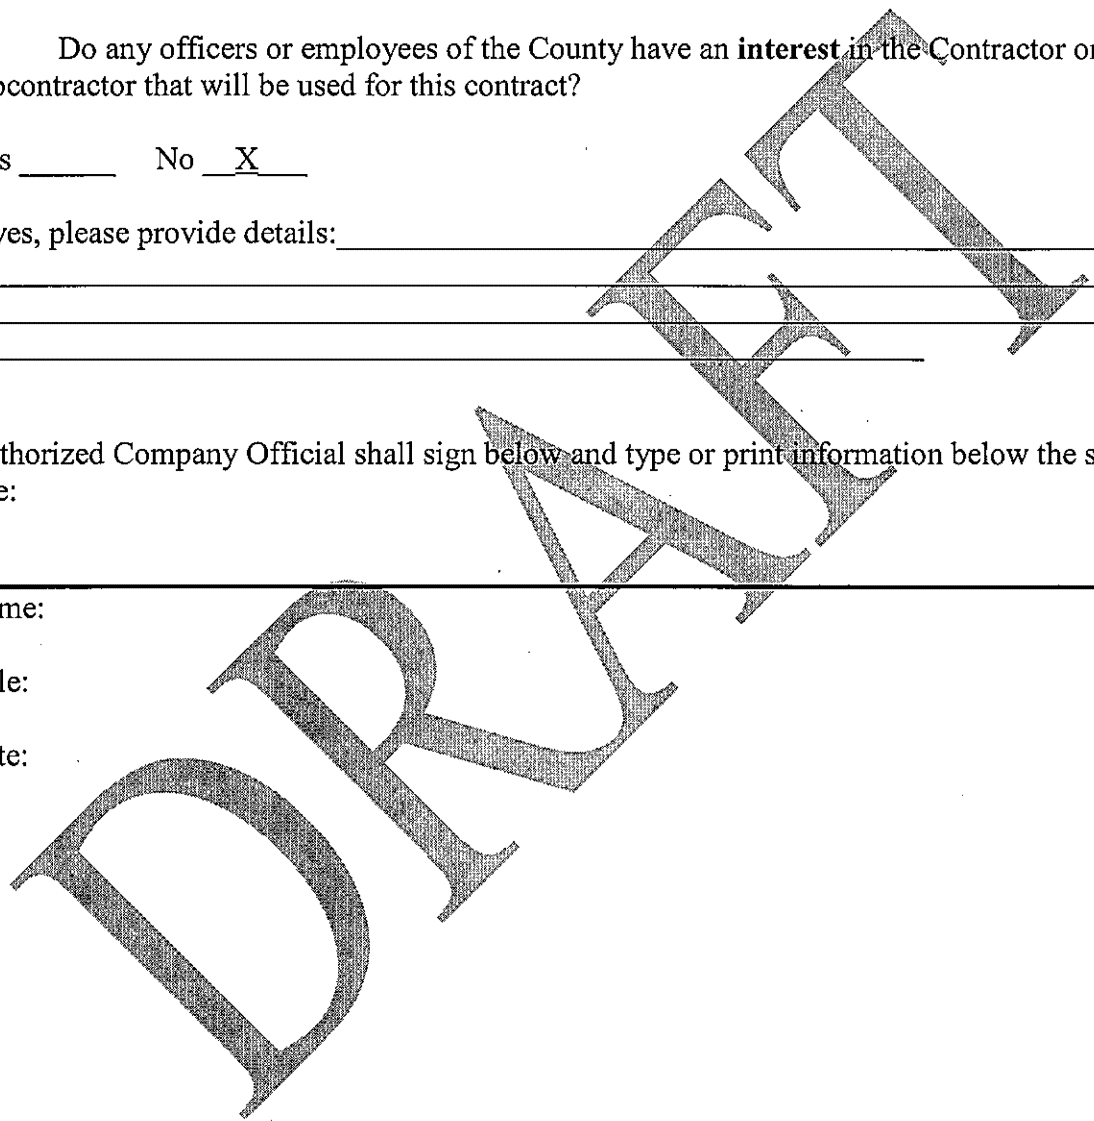 Do any officers or employees of the County have an interest in the Contractor or
bcontractor that will be used for this contract?
s ______ No __X___
yes, please provide details:
thorized Company Official shall sign below and type or print information below the s
e:
me:
le:
te:
DRAFT